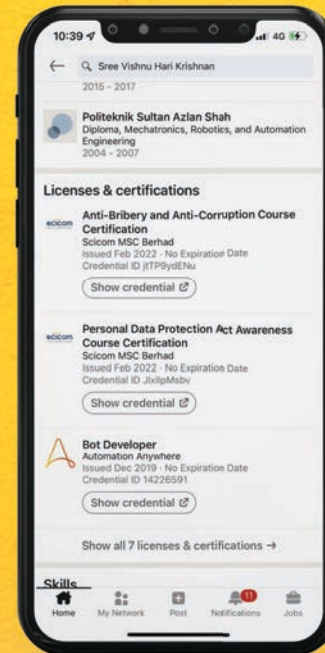 10:39
4G
Sree Vishnu Hari Krishnan
2015 - 2017
Politeknik Sultan Azlan Shah
Diploma, Mechatronics, Robotics, and Automation
Engineering
2004 - 2007
Licenses & certifications
scicom
Anti-Bribery and Anti-Corruption Course
Certification
Scicom MSC Berhad
Issued Feb 2022 · No Expiration Date
Credential ID jtTP9ydENu
Show credential
scicom
Personal Data Protection Act Awareness
Course Certification
Scicom MSC Berhad
Issued Feb 2022 · No Expiration Date
Credential ID
Show credential
Bot Developer
Automation Anywhere
Issued Dec 2019 · No Expiration Date
Credential ID 14226591
Show credential
Show all 7 licenses & certifications →
Skills
11
Home My Network Post Notifications Jobs